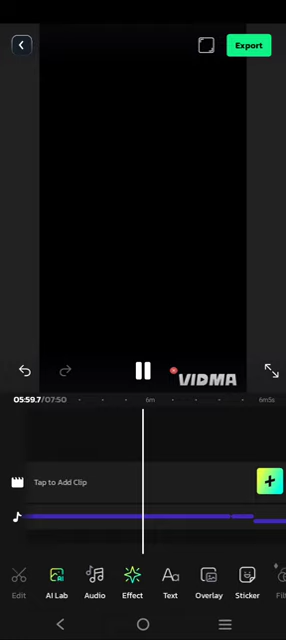 Export
VIDMA
05:59.7/07:50
6m
6m5s
Tap to Add Clip
Edit
AI Lab
Audio
Effect
Text
Overlay
Sticker